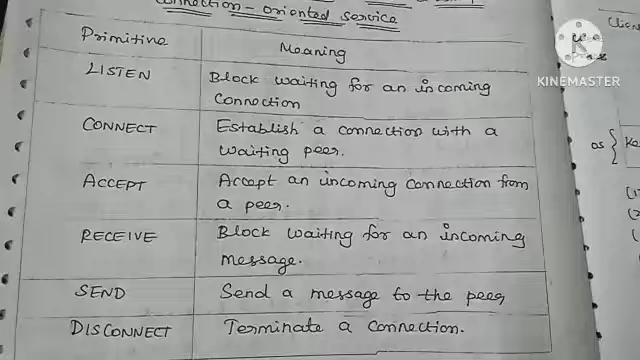 Connection-oriented service
Primitive
Meaning
LISTEN
Block waiting for an incoming
connection
CONNECT
Establish a connection with a
waiting peer.
ACCEPT
Accept an incoming connection from
a peer.
RECEIVE
Block waiting for an incoming
message.
SEND
Send a message to the peer
DISCONNECT
Terminate a connection.
Clien
KINEMASTER
os {